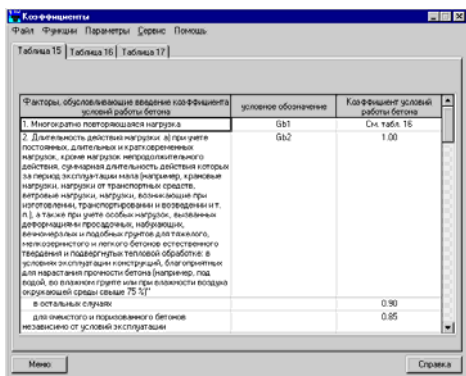 Коэффициенты
Файл Функции Параметры Сервис Помощь
Таблица 15 Таблица 16 Таблица 17
Факторы, обусловливающие введение коэффициента условий работы бетона
условное обозначение
Коэффициент условий работы бетона
1. Многократно повторяющаяся нагрузка Gb1 См. табл. 16
2. Длительность действия нагрузки: а) при учете Gb2 1.00
постоянных, длительных и кратковременных
нагрузок, кроме нагрузок непродолжительного
действия, суммарная длительность действия которых
за период эксплуатации мала (например, крановые
нагрузки, нагрузки от транспортных средств,
ветровые нагрузки, нагрузки, возникающие при
изготовлении, транспортировании и возведении и т.
п.), а также при учете особых нагрузок, вызванных
деформациями просадочных, набухающих,
вечномерзлых и подобных грунтов для тяжелого,
мелкозернистого и легкого бетонов естественного
твердения и подвергнутых тепловой обработке: в
условиях эксплуатации конструкций, благоприятных
для нарастания прочности бетона (например, под
водой, во влажном грунте или при влажности воздуха
окружающей среды свыше 75 %)"
в остальных случаях 0.90
для ячеистого и поризованного бетонов 0.85
независимо от условий эксплуатации
Меню Справка